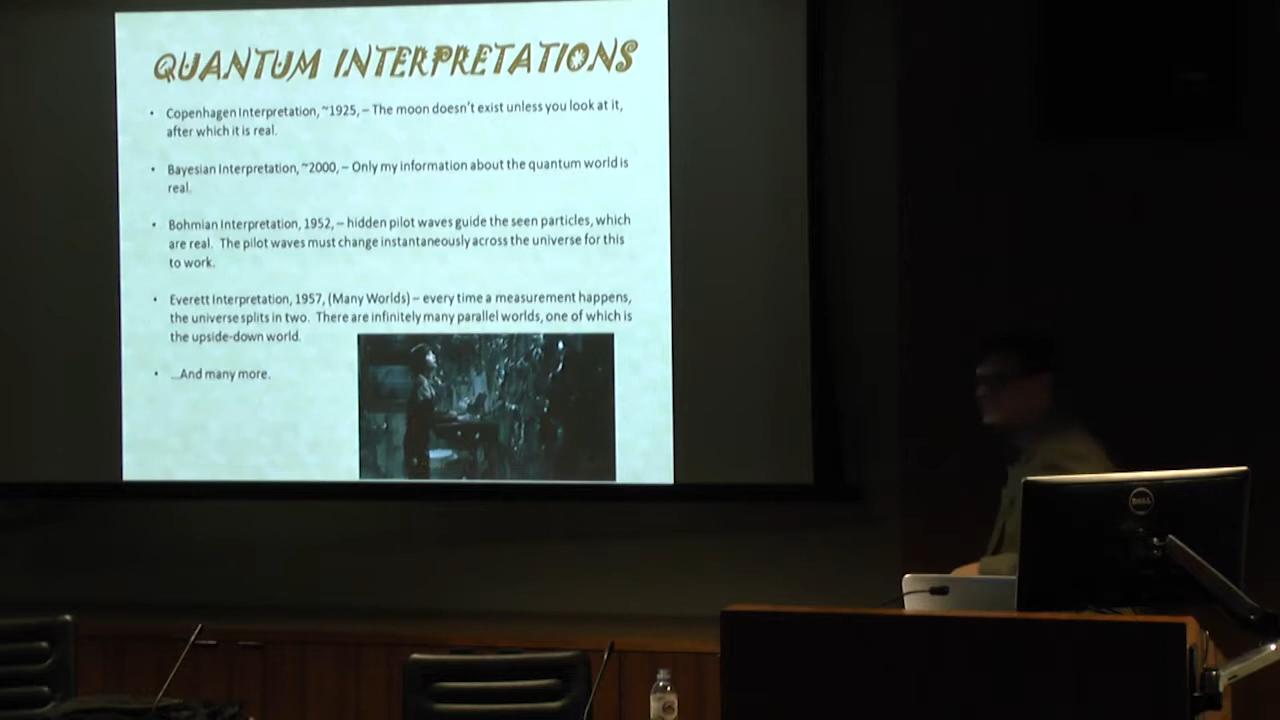 QUANTUM INTERPRETATIONS
• Copenhagen Interpretation, ~1925, – The moon doesn't exist unless you look at it,
after which it is real.
• Bayesian Interpretation, ~2000, – Only my information about the quantum world is
real.
• Bohmian Interpretation, 1952, – hidden pilot waves guide the seen particles, which
are real. The pilot waves must change instantaneously across the universe for this
to work.
• Everett Interpretation, 1957, (Many Worlds) – every time a measurement happens,
the universe splits in two. There are infinitely many parallel worlds, one of which is
the upside-down world.
• ...And many more.
DELL